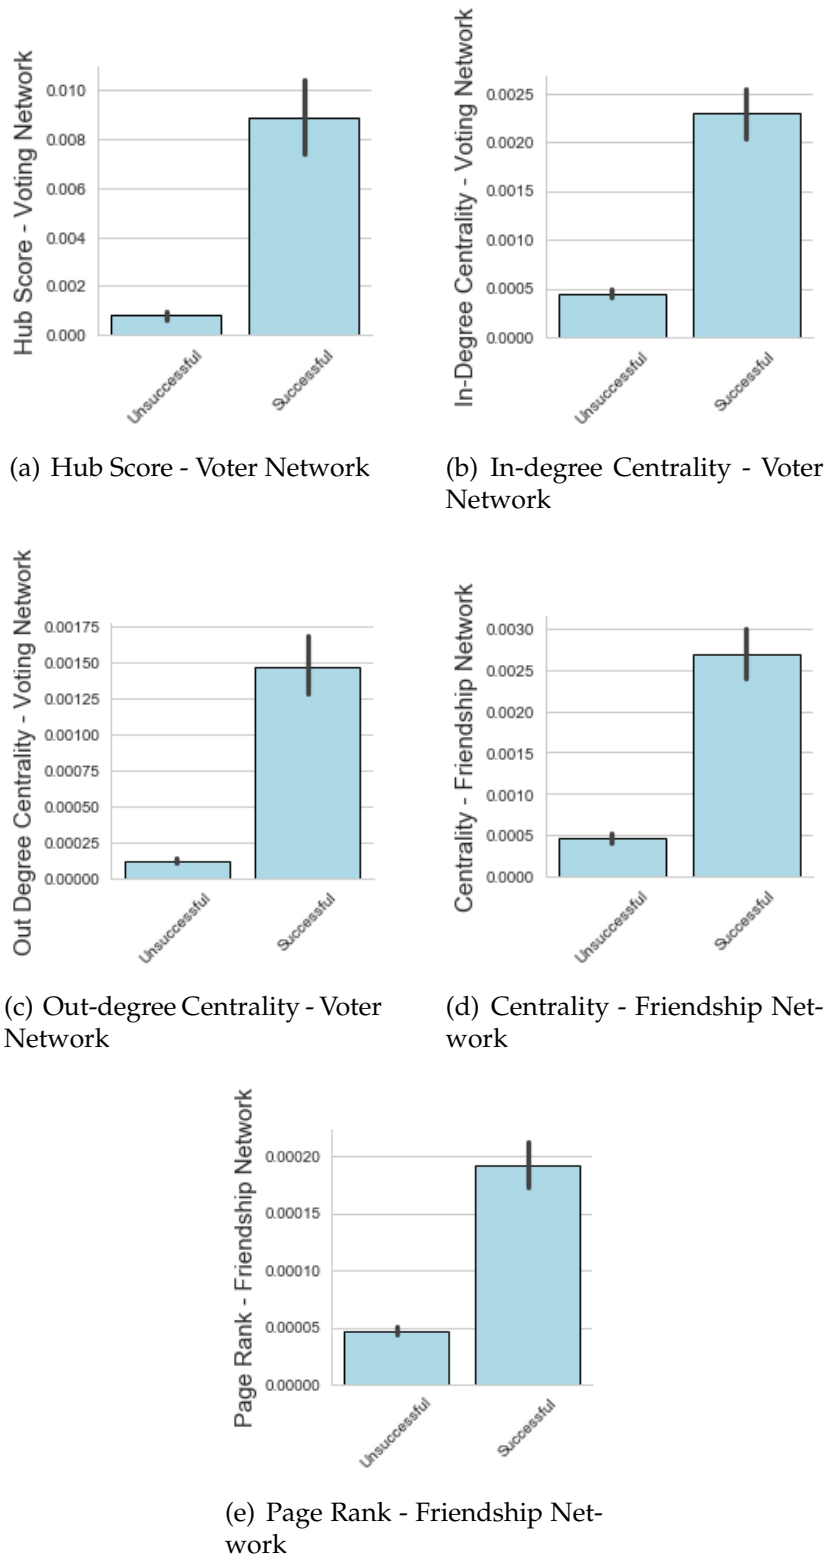 Hub Score - Voting Network
0.010
0.008
0.006
0.004
0.002
0.000
Unsuccessful
Successful
(a) Hub Score - Voter Network
In-Degree Centrality - Voting Network
0.0025
0.0020
0.0015
0.0010
0.0005
0.0000
Unsuccessful
Successful
(b) In-degree Centrality - Voter
Network
Out Degree Centrality - Voting Network
0.00175
0.00150
0.00125
0.00100
0.00075
0.00050
0.00025
0.00000
Unsuccessful
Successful
(c) Out-degree Centrality - Voter
Network
Centrality - Friendship Network
0.0030
0.0025
0.0020
0.0015
0.0010
0.0005
0.0000
Unsuccessful
Successful
(d) Centrality - Friendship Net-
work
Page Rank - Friendship Network
0.00020
0.00015
0.00010
0.00005
0.00000
Unsuccessful
Successful
(e) Page Rank - Friendship Net-
work